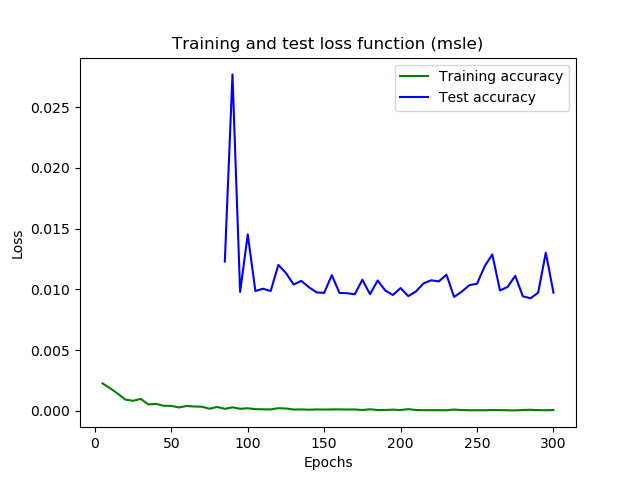 Training and test loss function (msle)
Training accuracy
Test accuracy
0.025
0.020
0.015
0.010
0.005
0.000
Loss
0 50 100 150 200 250 300
Epochs